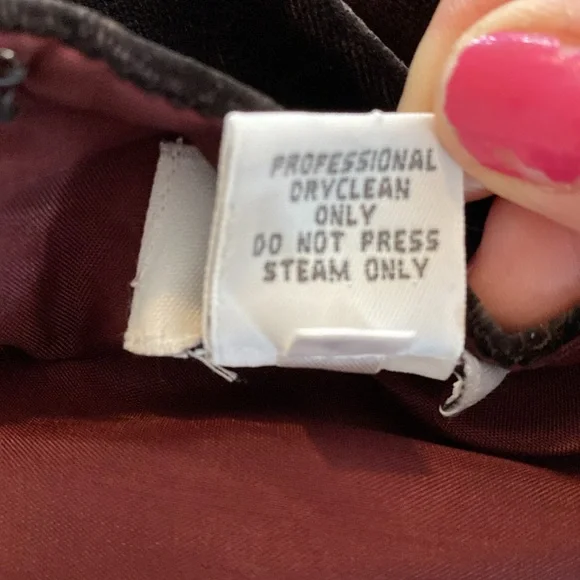 PROFESSIONAL
DRYCLEAN
ONLY
DO NOT PRESS
STEAM ONLY